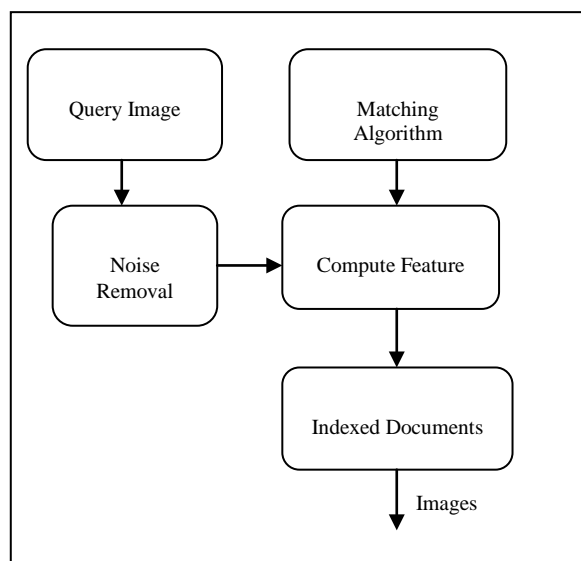 Query Image
Matching
Algorithm
Noise
Removal
Compute Feature
Indexed Documents
Images